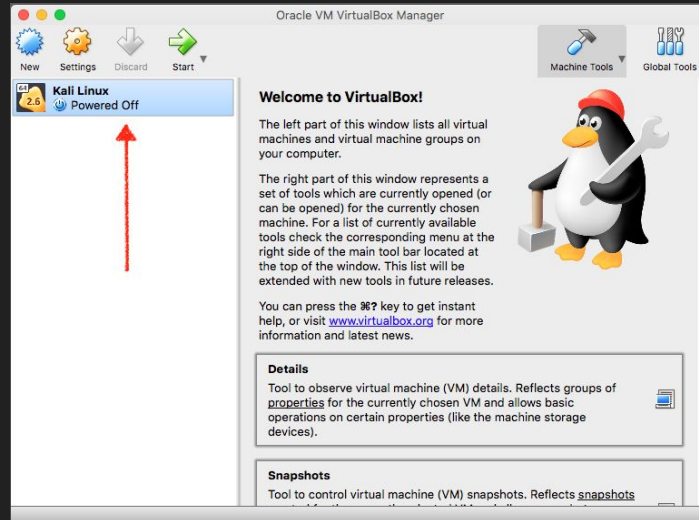 Oracle VM VirtualBox Manager
New Settings Discard Start Machine Tools Global Tools
64
2.6
Kali Linux
Powered Off
Welcome to VirtualBox!
The left part of this window lists all virtual
machines and virtual machine groups on
your computer.
The right part of this window represents a
set of tools which are currently opened (or
can be opened) for the currently chosen
machine. For a list of currently available
tools check the corresponding menu at the
right side of the main tool bar located at
the top of the window. This list will be
extended with new tools in future releases.
You can press the ⌘? key to get instant
help, or visit www.virtualbox.org for more
information and latest news.
Details
Tool to observe virtual machine (VM) details. Reflects groups of
properties for the currently chosen VM and allows basic
operations on certain properties (like the machine storage
devices).
Snapshots
Tool to control virtual machine (VM) snapshots. Reflects snapshots